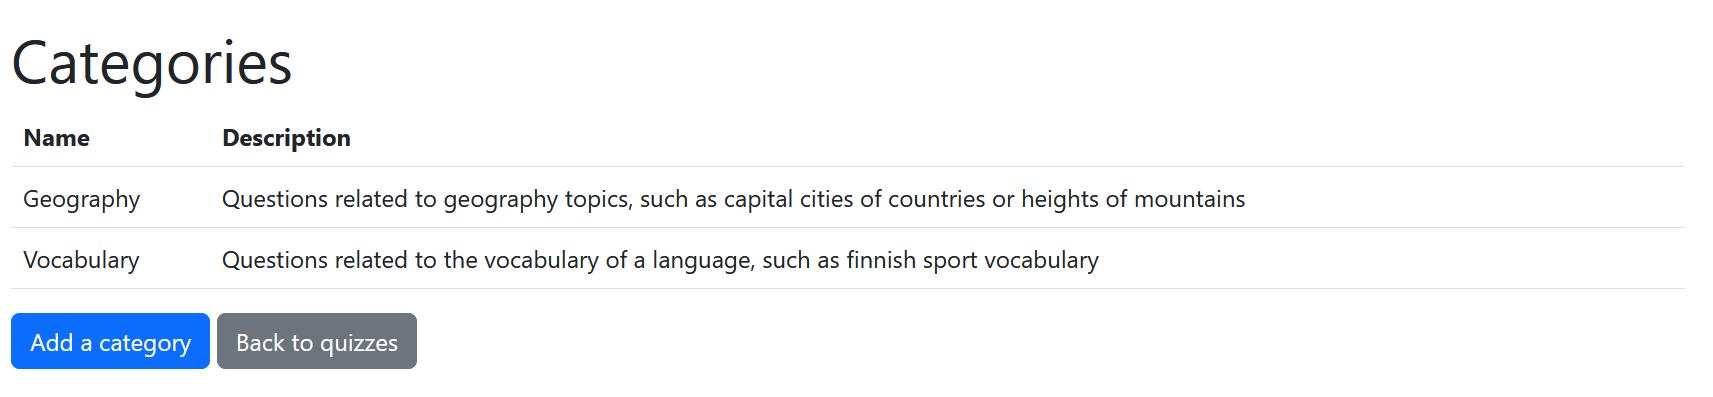 Categories
Name Description
Geography Questions related to geography topics, such as capital cities of countries or heights of mountains
Vocabulary Questions related to the vocabulary of a language, such as finnish sport vocabulary
Add a category Back to quizzes